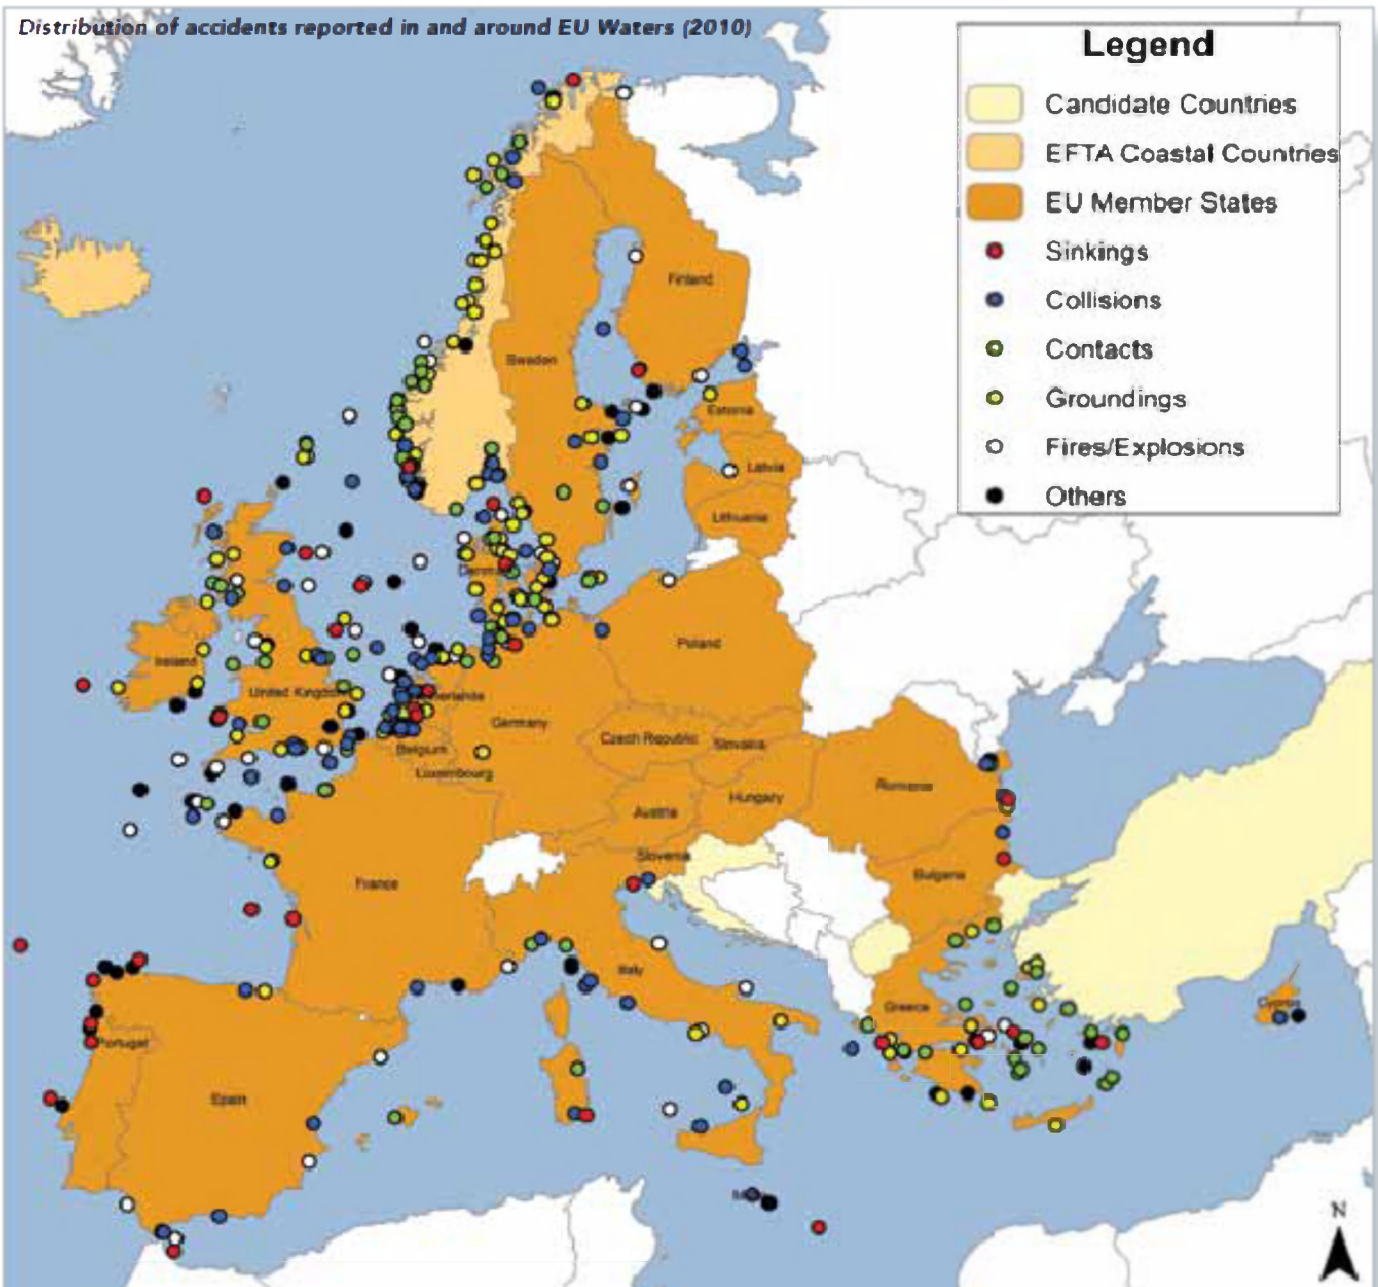 Distribution of accidents reported in and around EU Waters (2010)
Legend
Candidate Countries
EFTA Coastal Countries
EU Member States
Sinkings
Collisions
Contacts
Groundings
Fires/Explosions
Others
Finland
Sweden
Estonia
Latvia
Lithuania
Ireland
United Kingdom
Poland
Germany
Belgium
Luxembourg
Czech Republic
Slovakia
Austria
Hungary
Romania
Slovenia
France
Bulgaria
Italy
Greece
Cyprus
Portugal
Spain
N